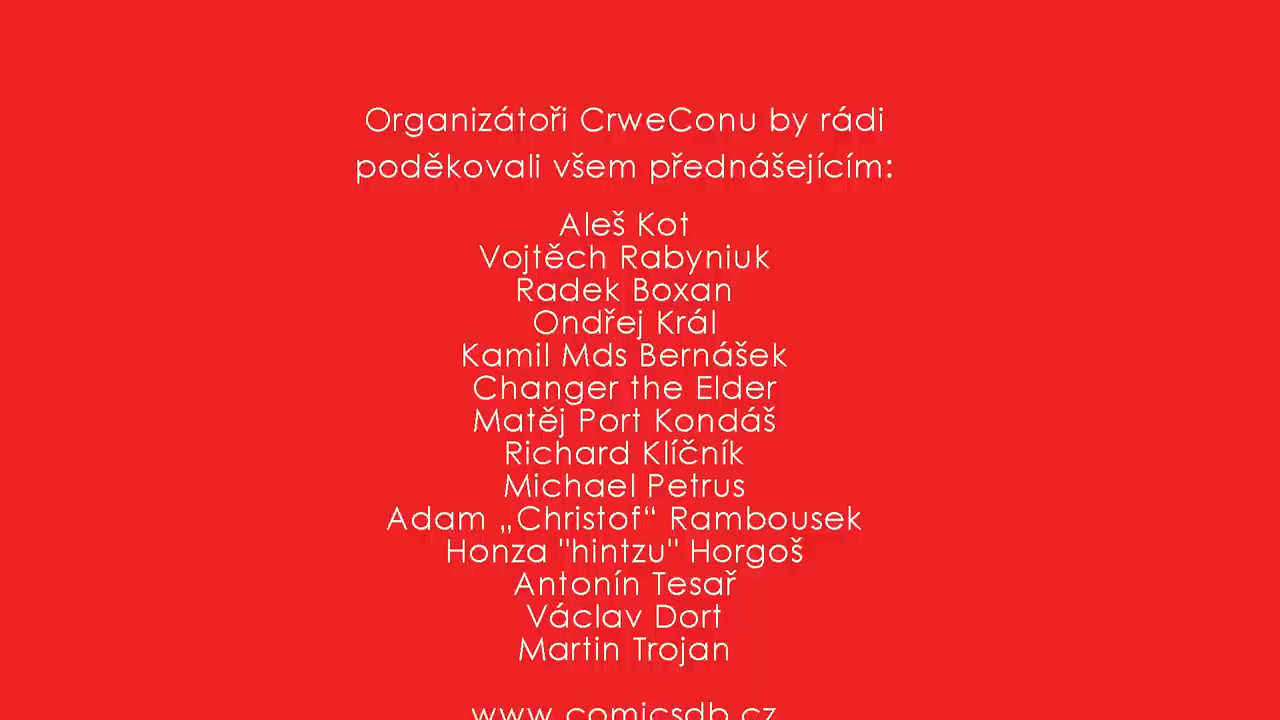 Organizátoři CrweConu by rádi
poděkovali všem přednášejícím:
Aleš Kot
Vojtěch Rabyniuk
Radek Boxan
Ondřej Král
Kamil Mds Bernášek
Changer the Elder
Matěj Port Kondáš
Richard Klíčník
Michael Petrus
Adam „Christof“ Rambousek
Honza "hintzu" Horgoš
Antonín Tesař
Václav Dort
Martin Trojan
www.comicsdb.cz